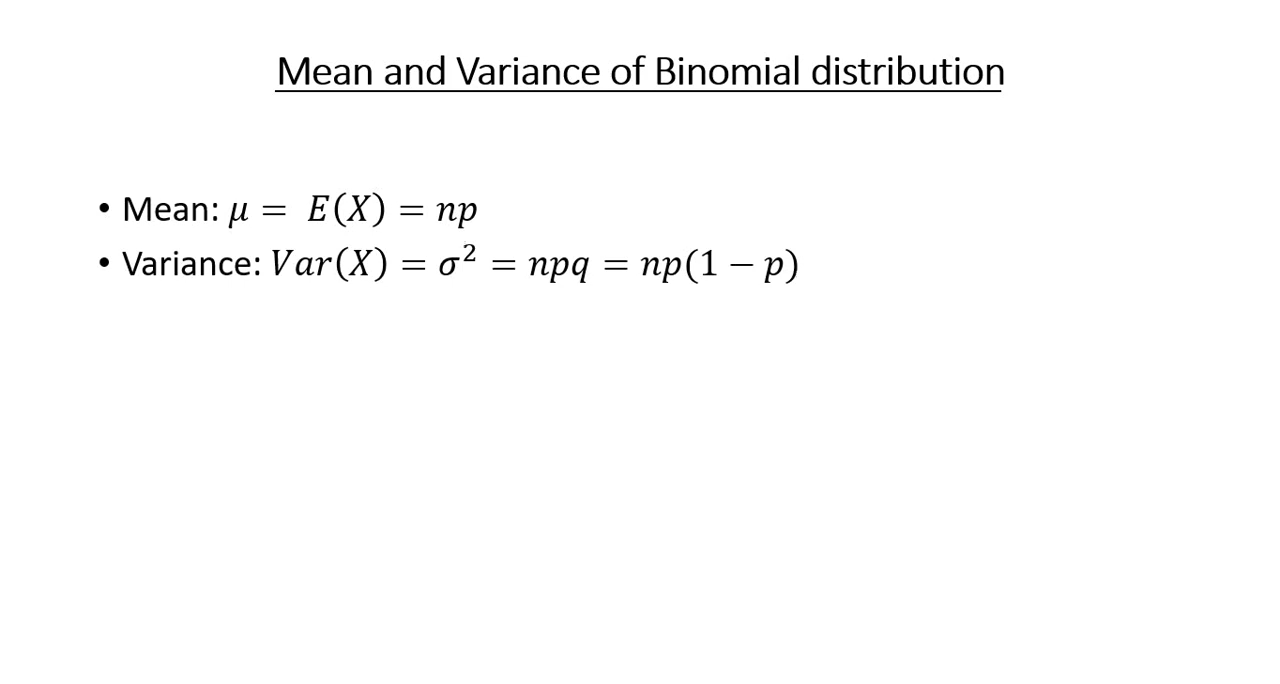 Mean and Variance of Binomial distribution
• Mean: 𝜇 = 𝐸(𝑋) = 𝑛𝑝
• Variance: 𝑉𝑎𝑟(𝑋) = 𝜎² = 𝑛𝑝𝑞 = 𝑛𝑝(1 − 𝑝)